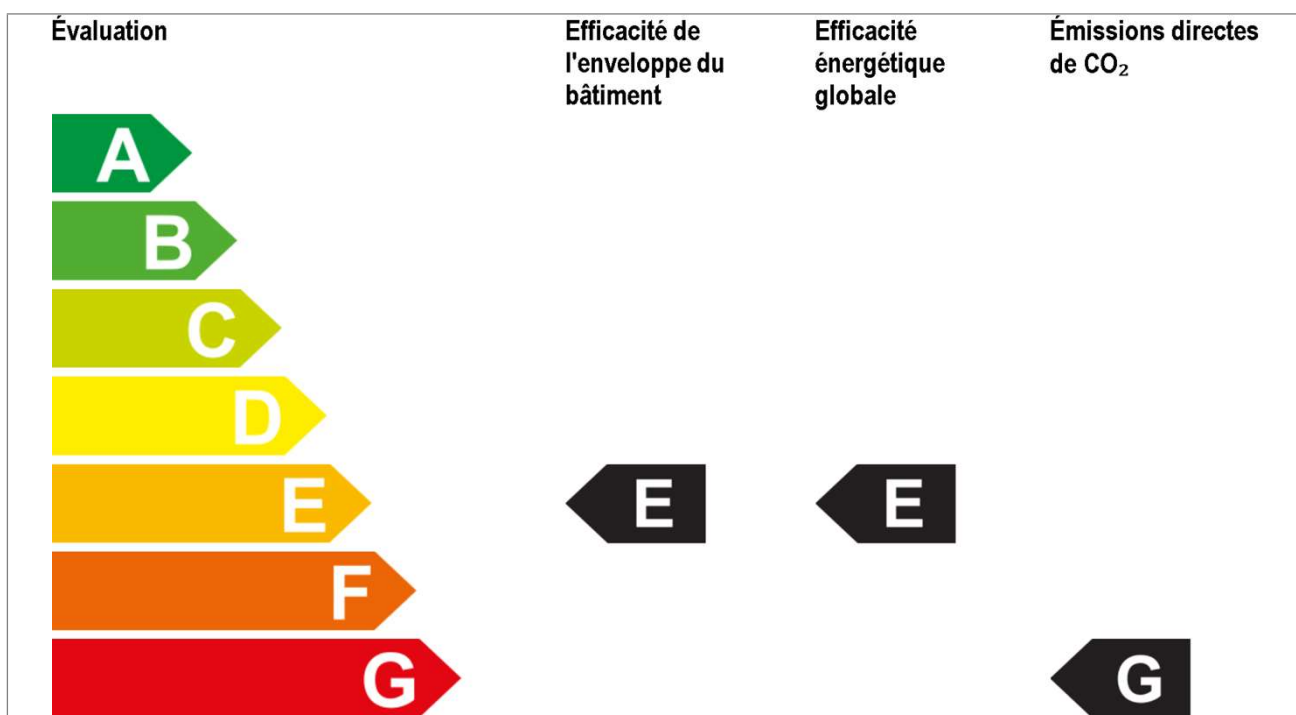 Évaluation
Efficacité de
l'enveloppe du
bâtiment
Efficacité
énergétique
globale
Émissions directes
de CO₂
A
B
C
D
E
E
E
F
G
G